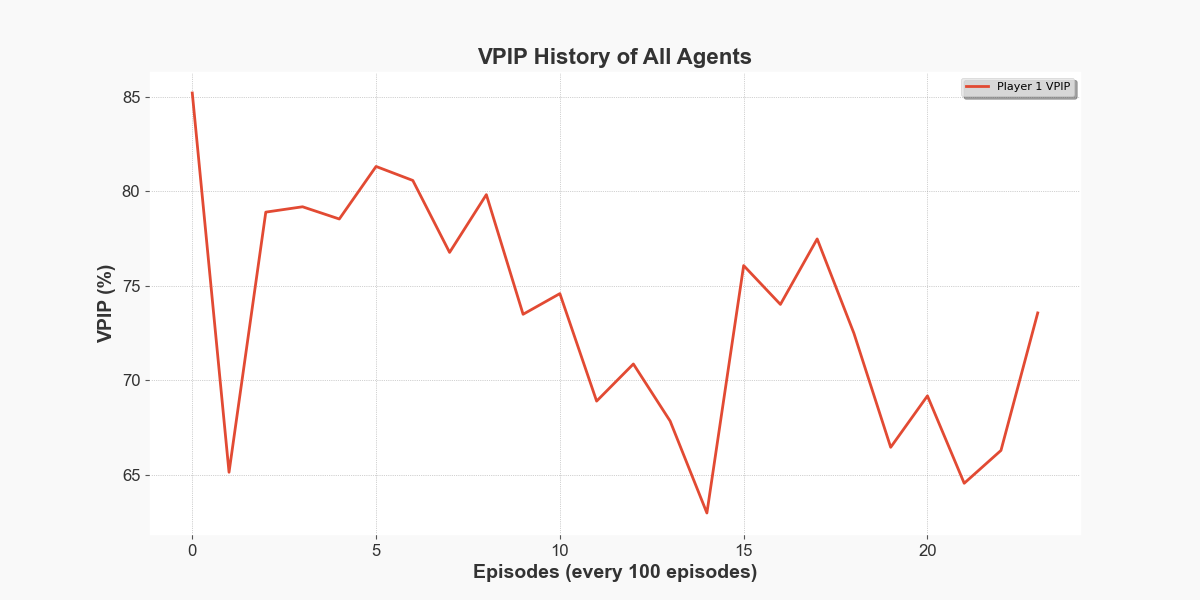 VPIP History of All Agents
Player 1 VPIP
85
80
75
70
65
VPIP (%)
0 5 10 15 20
Episodes (every 100 episodes)